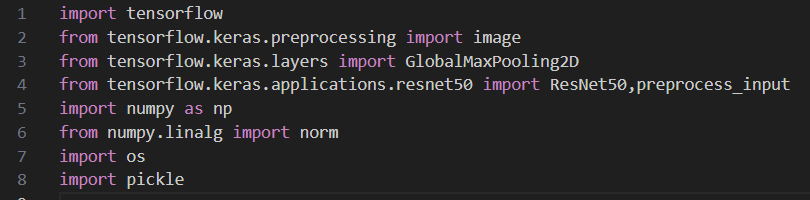 1 import tensorflow
2 from tensorflow.keras.preprocessing import image
3 from tensorflow.keras.layers import GlobalMaxPooling2D
4 from tensorflow.keras.applications.resnet50 import ResNet50,preprocess_input
5 import numpy as np
6 from numpy.linalg import norm
7 import os
8 import pickle